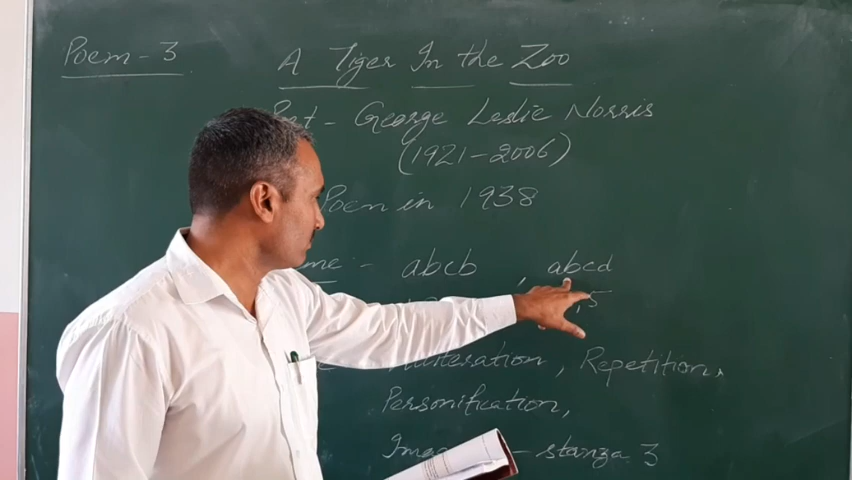 Poem - 3
A Tiger In the Zoo
George Leslie Norris
(1921-2006)
Poem in 1938
- abcb, abcd
, 5
, Repetition,
Personification,
- stanza 3